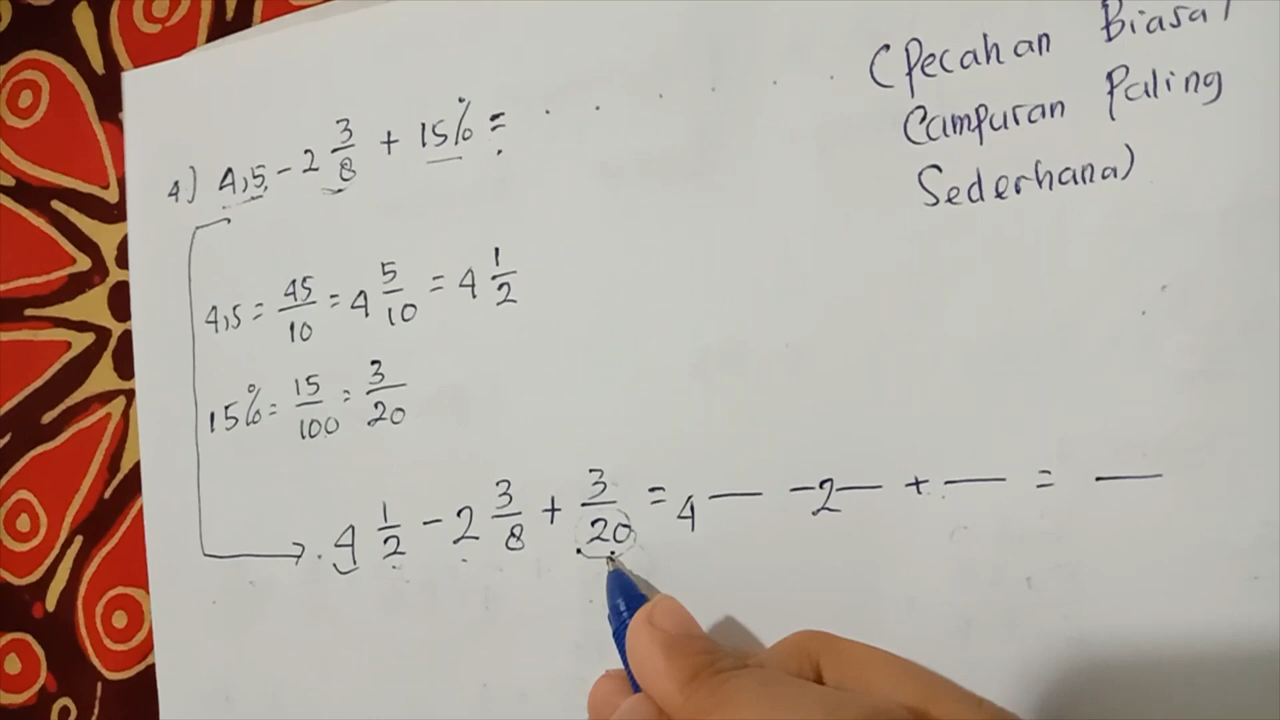 4) 4,5 - 2 3/8 + 15% = . . . . . .
(Pecahan Biasa/
Campuran Paling
Sederhana)
4,5 = 45/10 = 4 5/10 = 4 1/2
15% = 15/100 = 3/20
4 1/2 - 2 3/8 + 3/20 = 4 — - 2 — + — = —